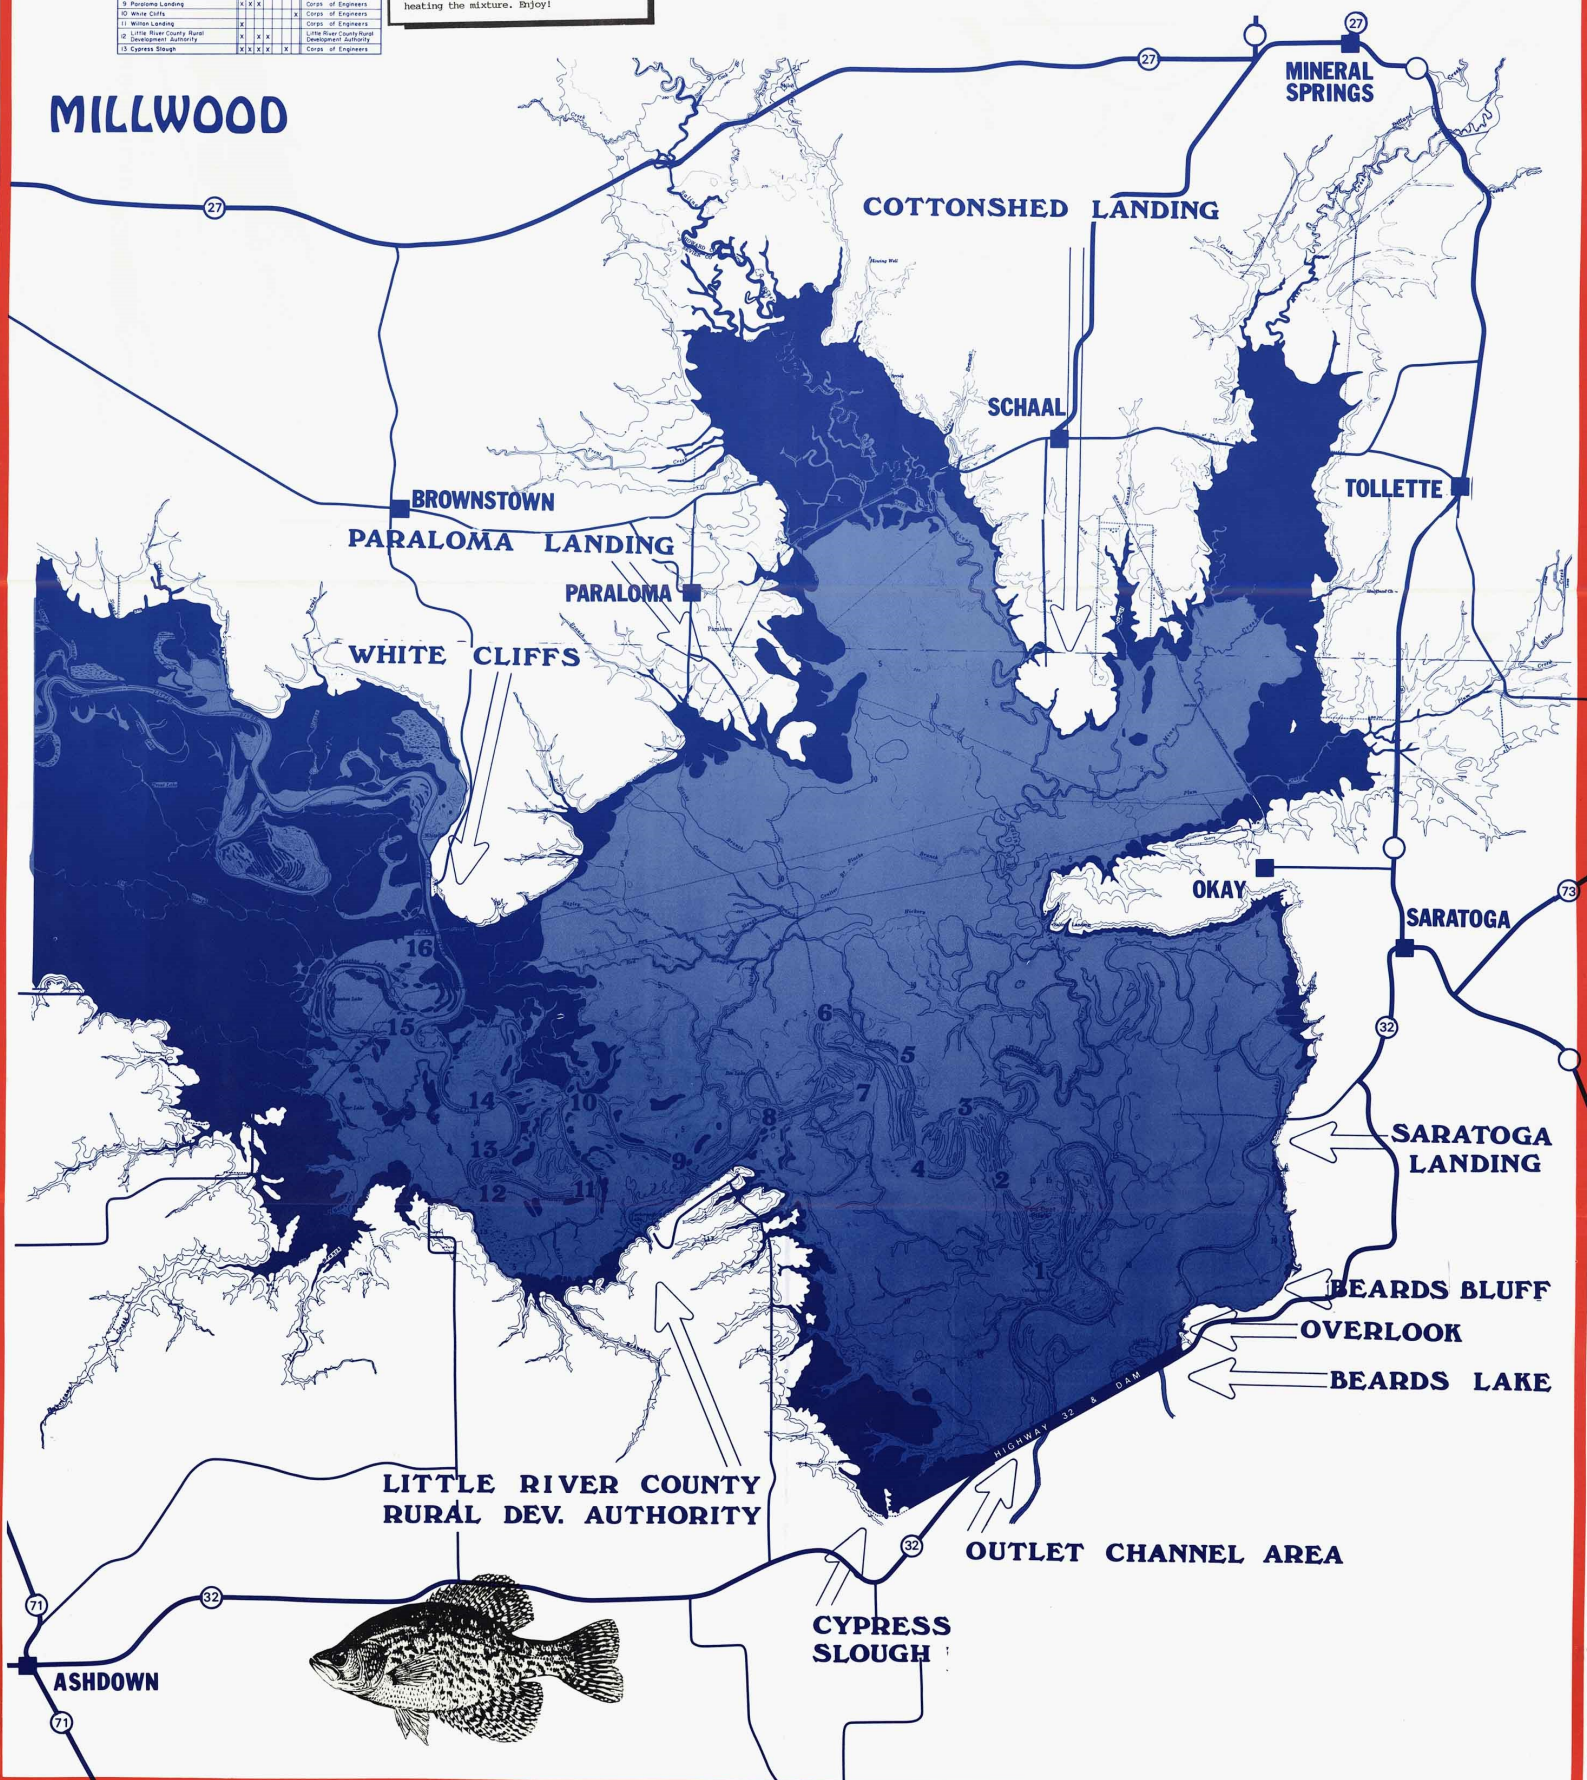 9 Paraloma Landing X X X Corps of Engineers
10 White Cliffs X Corps of Engineers
11 Wilton Landing X Corps of Engineers
12 Little River County Rural Development Authority X X X Little River County Rural Development Authority
13 Cypress Slough X X X X X Corps of Engineers
heating the mixture. Enjoy!
MILLWOOD
27
27
27
MINERAL
SPRINGS
COTTONSHED LANDING
SCHAAL
TOLLETTE
BROWNSTOWN
PARALOMA LANDING
PARALOMA
Paraloma
WHITE CLIFFS
OKAY
73
SARATOGA
16
15
6
5
32
14
10
7
8
3
13
9
4
2
12
11
1
SARATOGA
LANDING
BEARDS BLUFF
OVERLOOK
BEARDS LAKE
HIGHWAY 32 & DAM
LITTLE RIVER COUNTY
RURAL DEV. AUTHORITY
32
OUTLET CHANNEL AREA
CYPRESS
SLOUGH
71
32
ASHDOWN
71